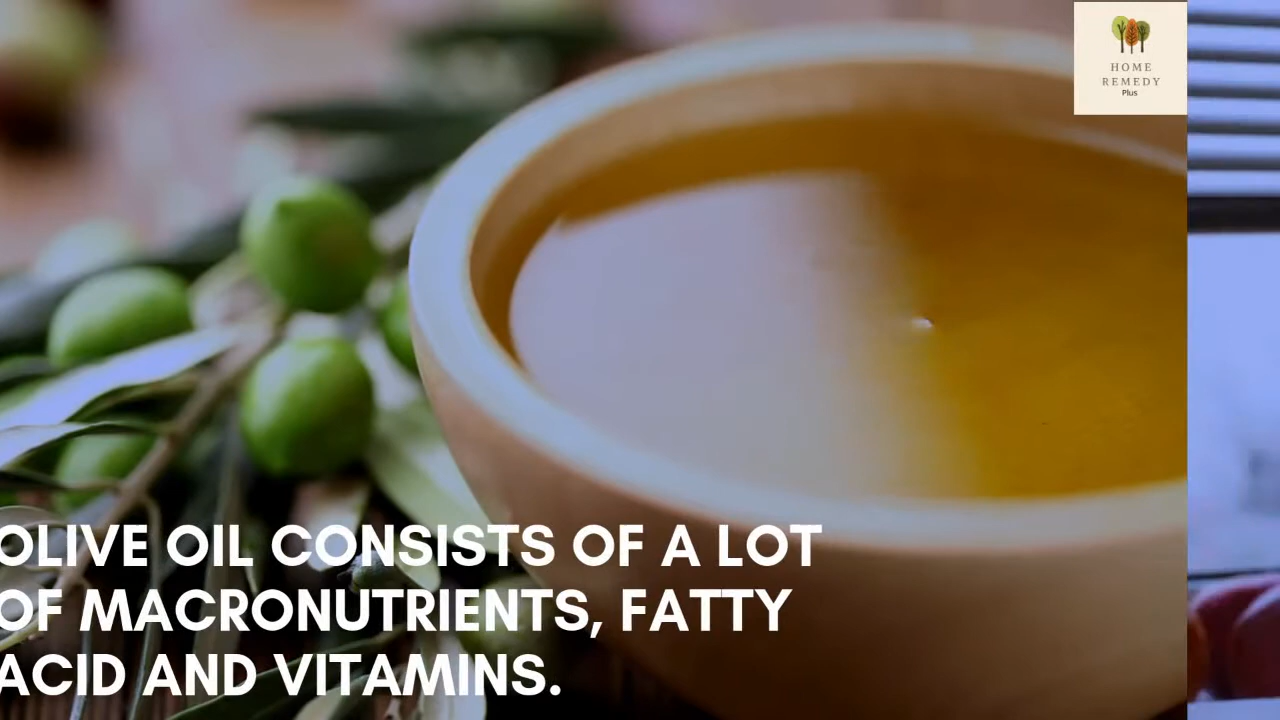 HOME
REMEDY
Plus
OLIVE OIL CONSISTS OF A LOT
OF MACRONUTRIENTS, FATTY
ACID AND VITAMINS.